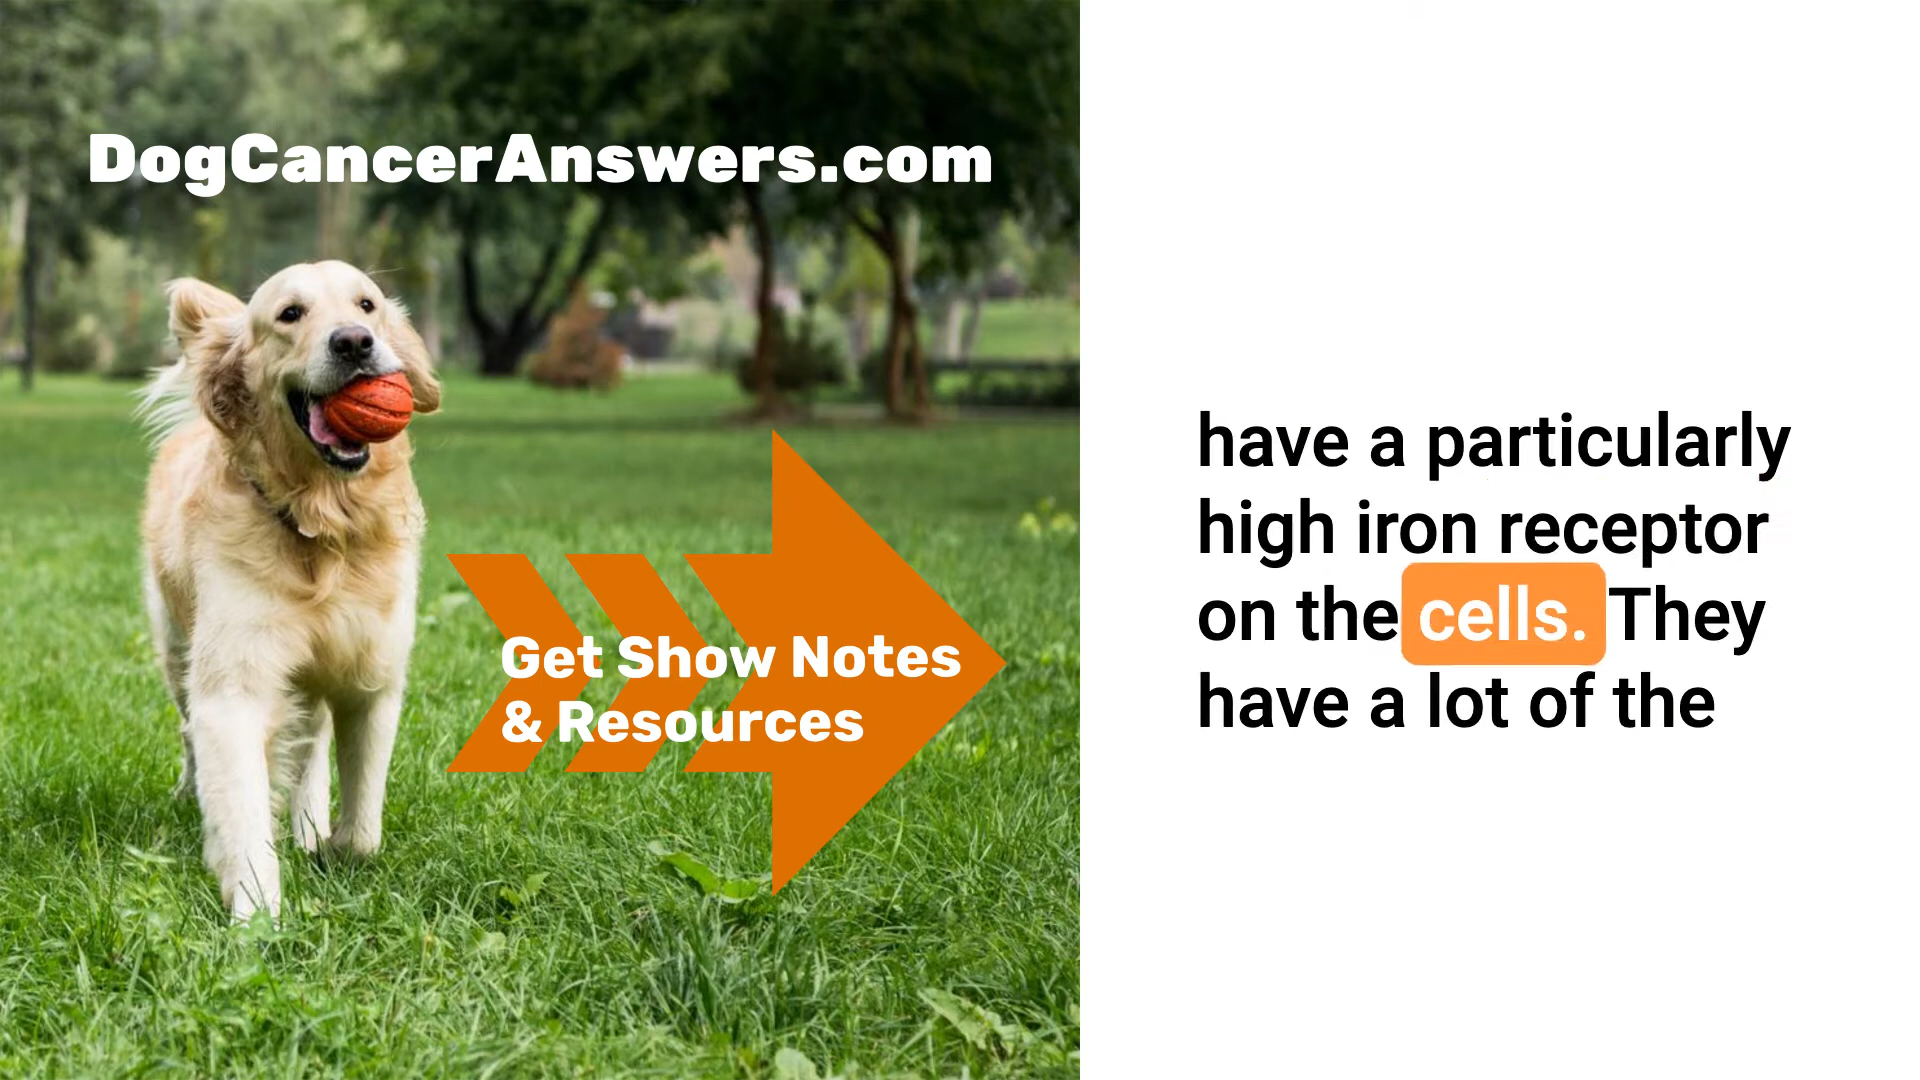 DogCancerAnswers.com
Get Show Notes
& Resources
have a particularly
high iron receptor
on the cells. They
have a lot of the